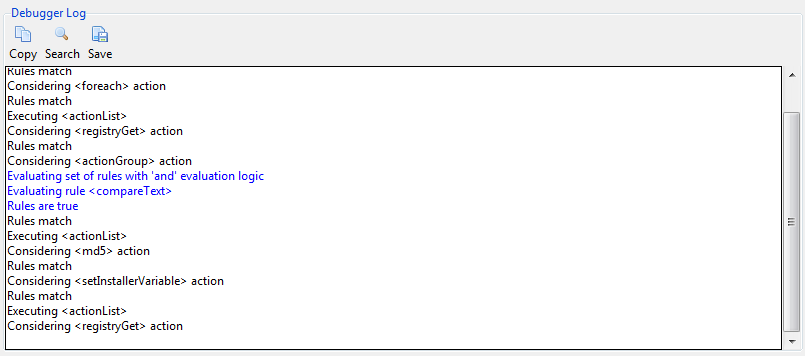 Debugger Log
Copy Search Save
Rules match
Considering <foreach> action
Rules match
Executing <actionList>
Considering <registryGet> action
Rules match
Considering <actionGroup> action
Evaluating set of rules with 'and' evaluation logic
Evaluating rule <compareText>
Rules are true
Rules match
Executing <actionList>
Considering <md5> action
Rules match
Considering <setInstallerVariable> action
Rules match
Executing <actionList>
Considering <registryGet> action